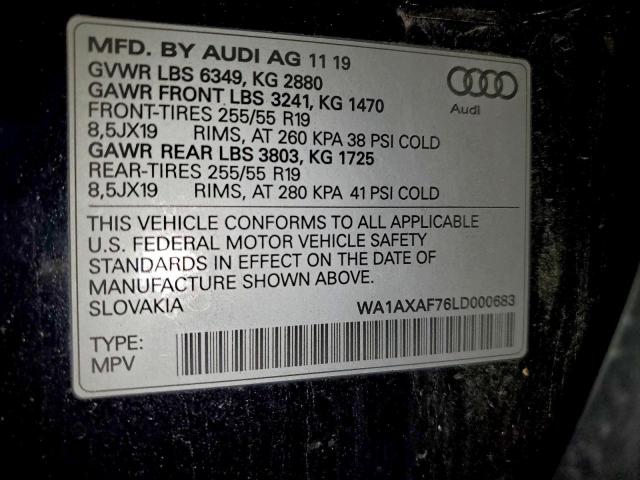 MFD. BY AUDI AG 11 19
GVWR LBS 6349, KG 2880
GAWR FRONT LBS 3241, KG 1470
FRONT-TIRES 255/55 R19
8,5JX19 RIMS, AT 260 KPA 38 PSI COLD
GAWR REAR LBS 3803, KG 1725
REAR-TIRES 255/55 R19
8,5JX19 RIMS, AT 280 KPA 41 PSI COLD
Audi
THIS VEHICLE CONFORMS TO ALL APPLICABLE
U.S. FEDERAL MOTOR VEHICLE SAFETY
STANDARDS IN EFFECT ON THE DATE OF
MANUFACTURE SHOWN ABOVE.
SLOVAKIA WA1AXAF76LD000683
TYPE:
MPV